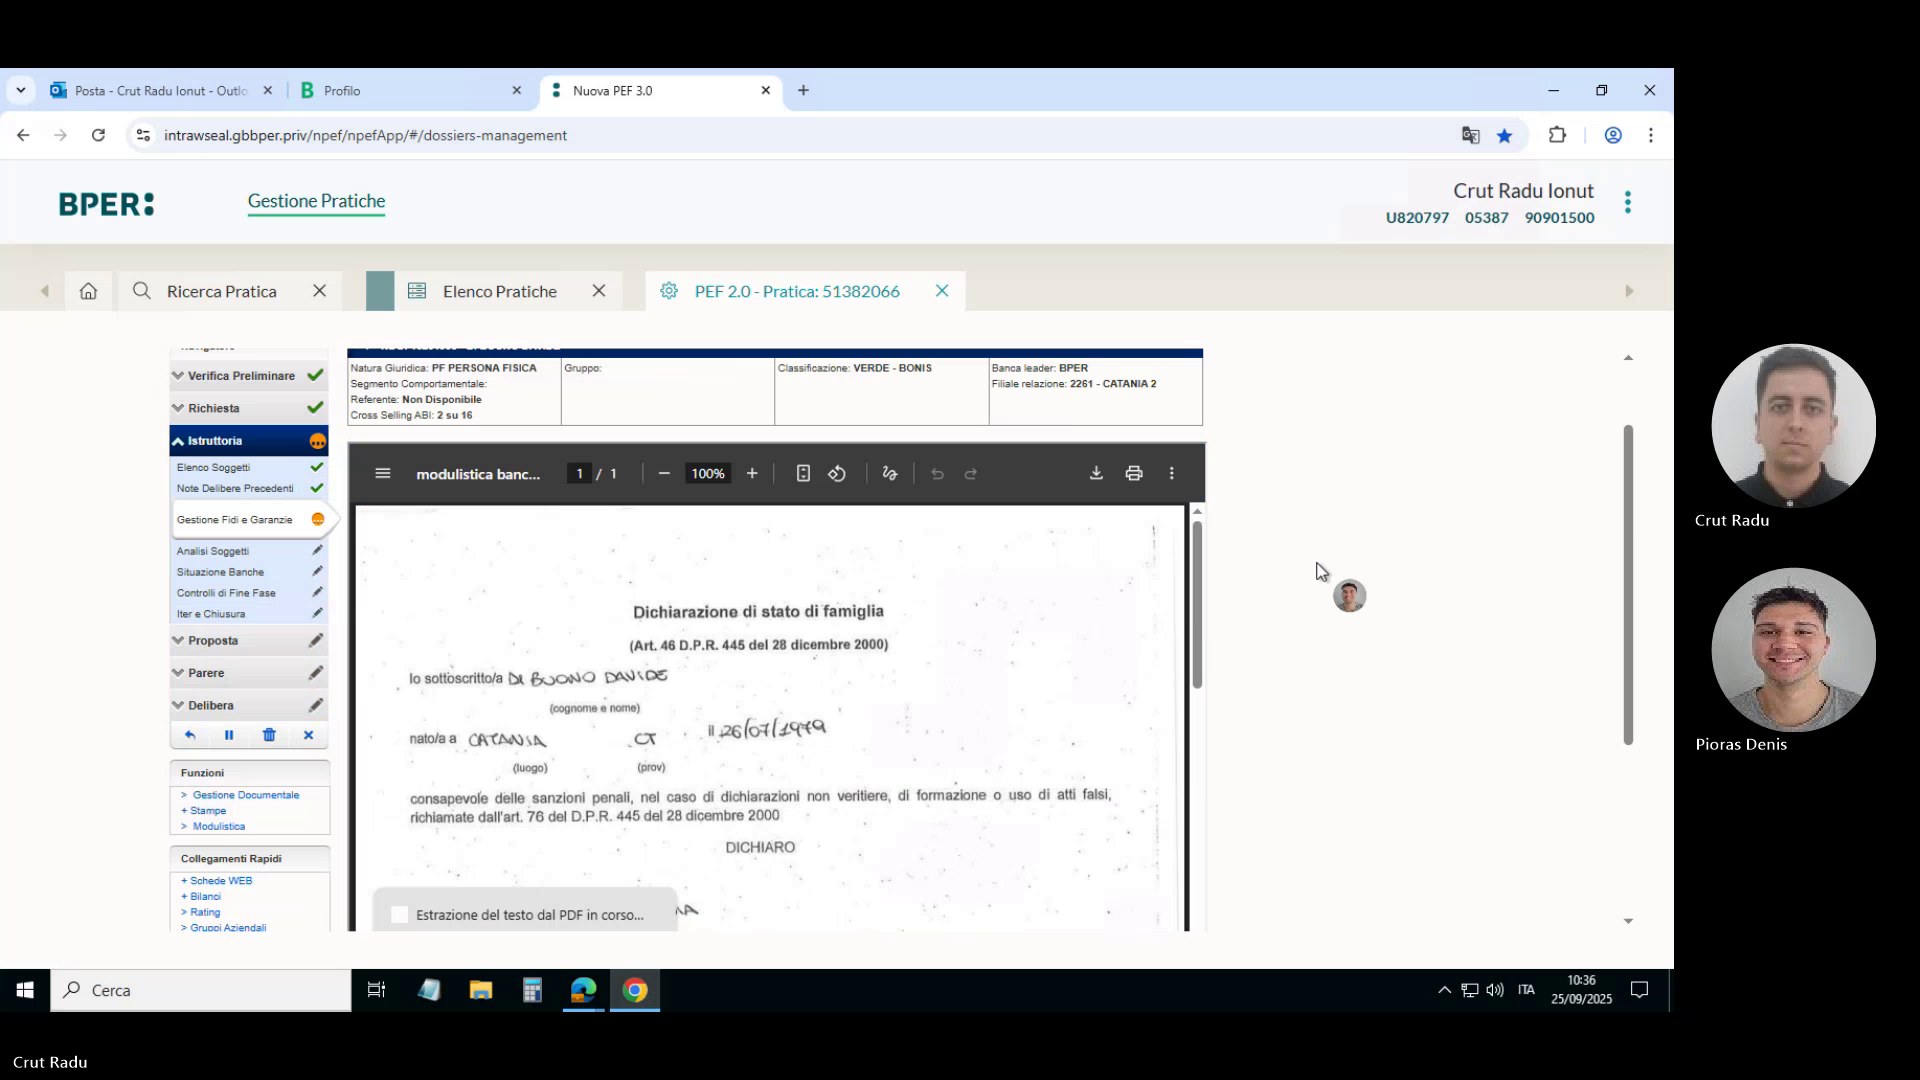 Posta - Crut Radu Ionut - Outlo
Profilo
Nuova PEF 3.0
intrawseal.gbbper.priv/npef/npefApp/#/dossiers-management
BPER:
Gestione Pratiche
Crut Radu Ionut
U820797 05387 90901500
Ricerca Pratica
Elenco Pratiche
PEF 2.0 - Pratica: 51382066
Verifica Preliminare
Richiesta
Istruttoria
Elenco Soggetti
Note Delibere Precedenti
Gestione Fidi e Garanzie
Analisi Soggetti
Situazione Banche
Controlli di Fine Fase
Iter e Chiusura
Proposta
Parere
Delibera
Funzioni
> Gestione Documentale
+ Stampe
> Modulistica
Collegamenti Rapidi
+ Schede WEB
+ Bilanci
> Rating
> Gruppi Aziendali
Natura Giuridica: PF PERSONA FISICA
Segmento Comportamentale:
Referente: Non Disponibile
Cross Selling ABI: 2 su 16
Gruppo:
Classificazione: VERDE - BONIS
Banca leader: BPER
Filiale relazione: 2261 - CATANIA 2
modulistica banc...
1 / 1
100%
Dichiarazione di stato di famiglia
(Art. 46 D.P.R. 445 del 28 dicembre 2000)
Io sottoscritto/a DI BUONO DAVIDE
(cognome e nome)
nato/a a CATANIA CT il 26/07/1979
(luogo) (prov)
consapevole delle sanzioni penali, nel caso di dichiarazioni non veritiere, di formazione o uso di atti falsi,
richiamate dall'art. 76 del D.P.R. 445 del 28 dicembre 2000
DICHIARO
Estrazione del testo dal PDF in corso...
Crut Radu
Pioras Denis
Cerca
ITA
10:36
25/09/2025
Crut Radu